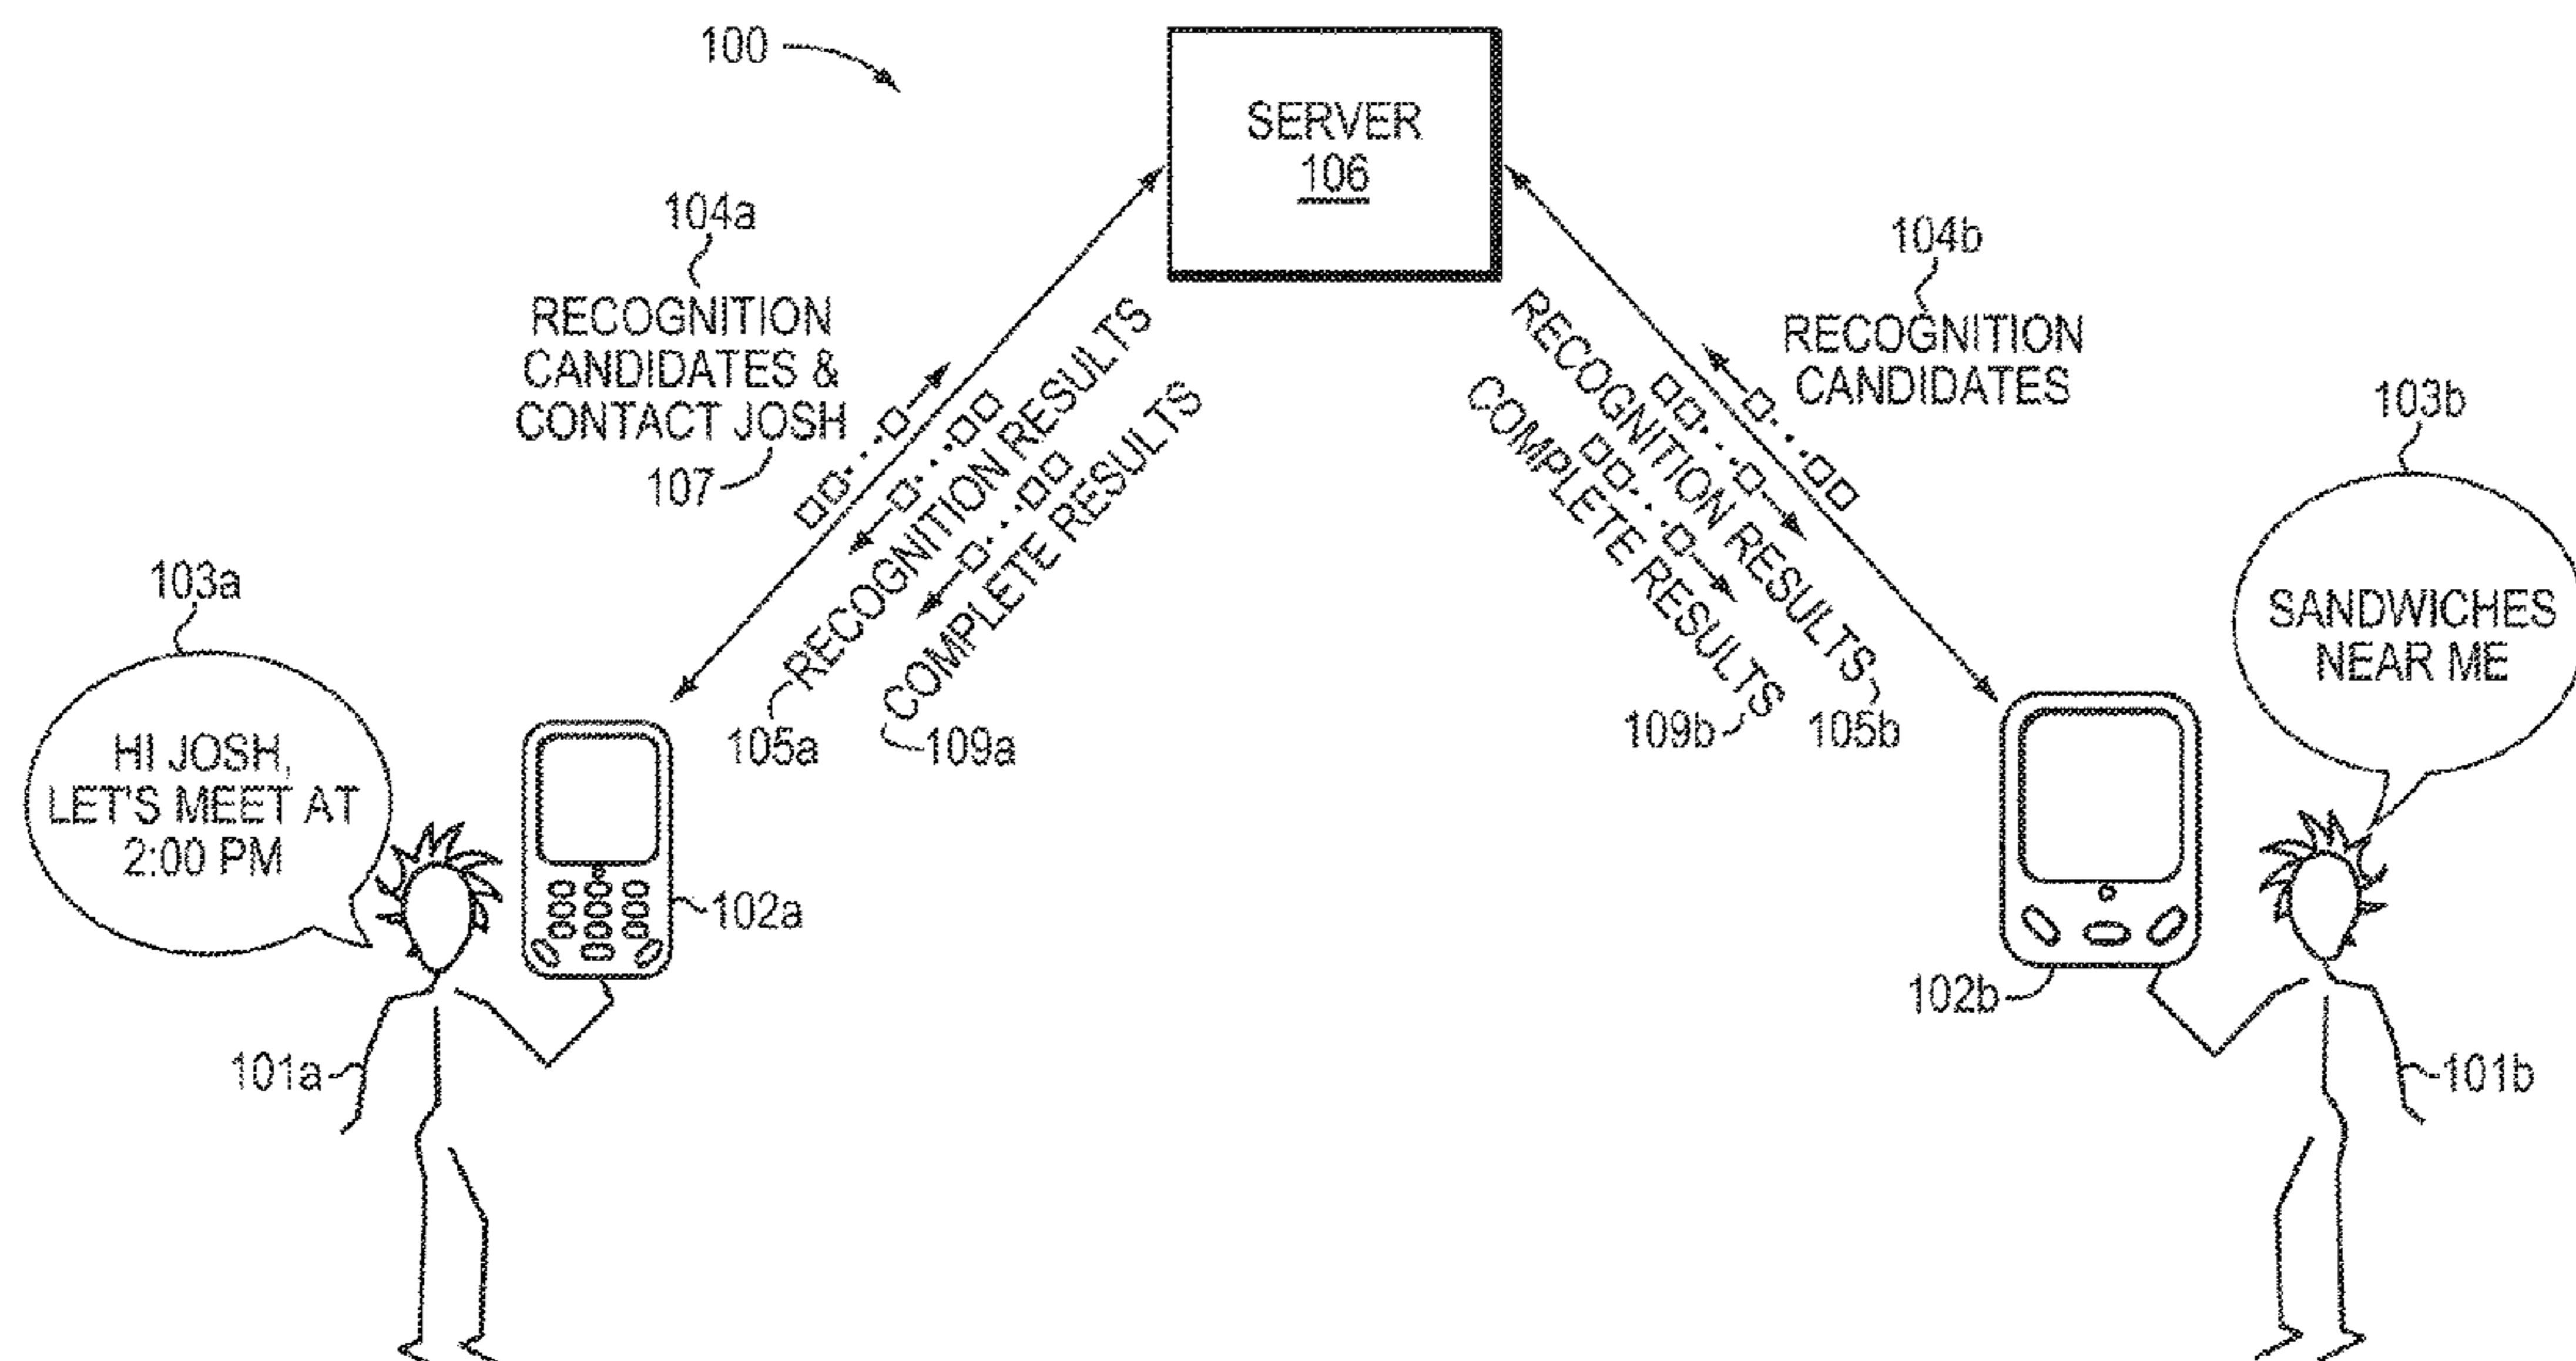 100
SERVER
106
104a
RECOGNITION
CANDIDATES &
CONTACT JOSH
107
104b
RECOGNITION
CANDIDATES
RECOGNITION RESULTS
COMPLETE RESULTS
RECOGNITION RESULTS
COMPLETE RESULTS
105a
109a
109b
105b
103a
HI JOSH,
LET'S MEET AT
2:00 PM
103b
SANDWICHES
NEAR ME
102a
102b
101a
101b